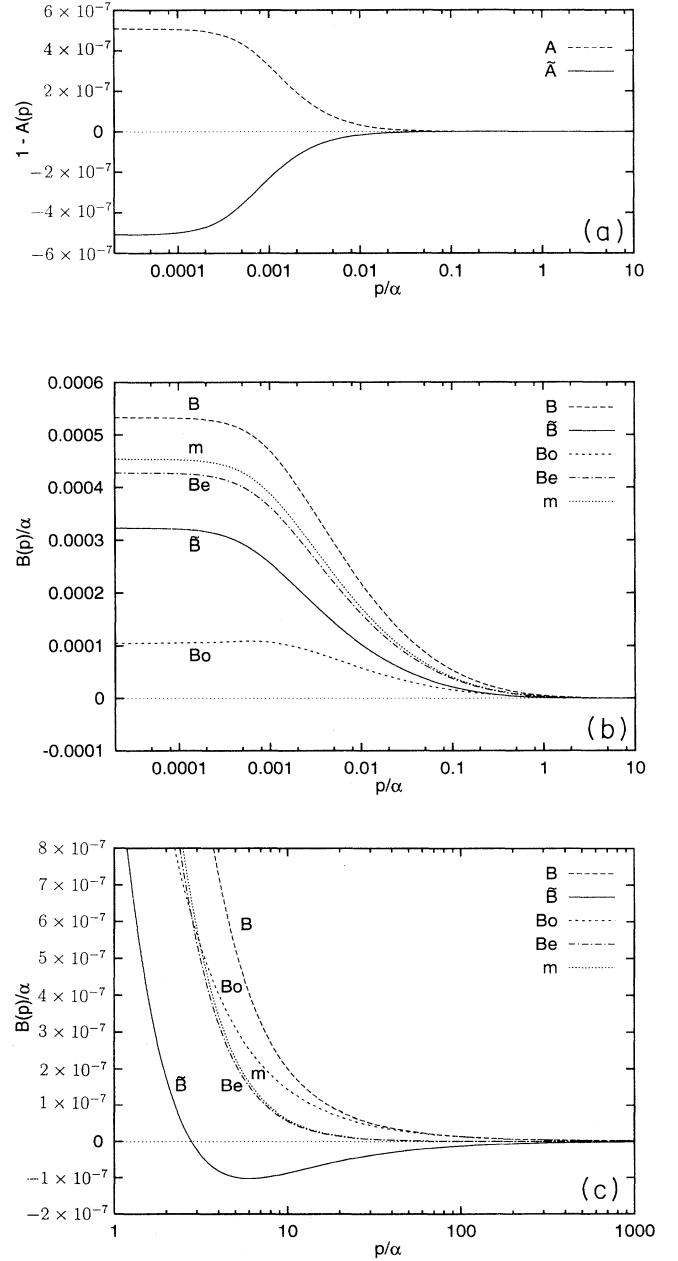 6 × 10⁻⁷
4 × 10⁻⁷
2 × 10⁻⁷
0
−2 × 10⁻⁷
−4 × 10⁻⁷
−6 × 10⁻⁷
1 - A(p)
A
Ã
(a)
0.0001 0.001 0.01 0.1 1 10
p/α
0.0006
0.0005
0.0004
0.0003
0.0002
0.0001
0
-0.0001
B(p)/α
B
m
Be
B̃
Bo
B
B̃
Bo
Be
m
(b)
0.0001 0.001 0.01 0.1 1 10
p/α
8 × 10⁻⁷
7 × 10⁻⁷
6 × 10⁻⁷
5 × 10⁻⁷
4 × 10⁻⁷
3 × 10⁻⁷
2 × 10⁻⁷
1 × 10⁻⁷
0
−1 × 10⁻⁷
−2 × 10⁻⁷
B(p)/α
B
Bo
m
B̃
Be
B
B̃
Bo
Be
m
(c)
1 10 100 1000
p/α